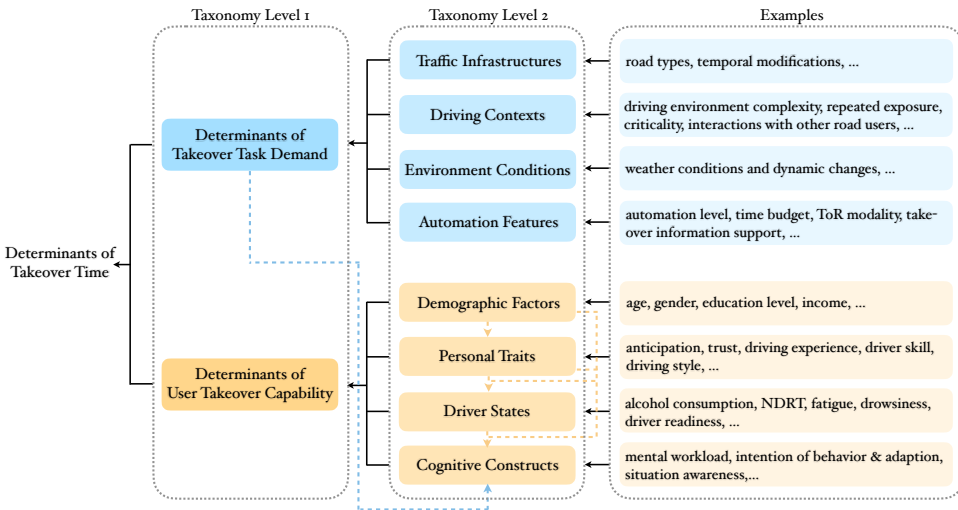 Taxonomy Level 1
Taxonomy Level 2
Examples
Traffic Infrastructures
road types, temporal modifications, ...
Determinants of
Takeover Task Demand
Driving Contexts
driving environment complexity, repeated exposure,
criticality, interactions with other road users, ...
Environment Conditions
weather conditions and dynamic changes, ...
Automation Features
automation level, time budget, ToR modality, take-
over information support, ...
Determinants of
Takeover Time
Demographic Factors
age, gender, education level, income, ...
Personal Traits
anticipation, trust, driving experience, driver skill,
driving style, ...
Determinants of
User Takeover Capability
Driver States
alcohol consumption, NDRT, fatigue, drowsiness,
driver readiness, ...
Cognitive Constructs
mental workload, intention of behavior & adaption,
situation awareness,...